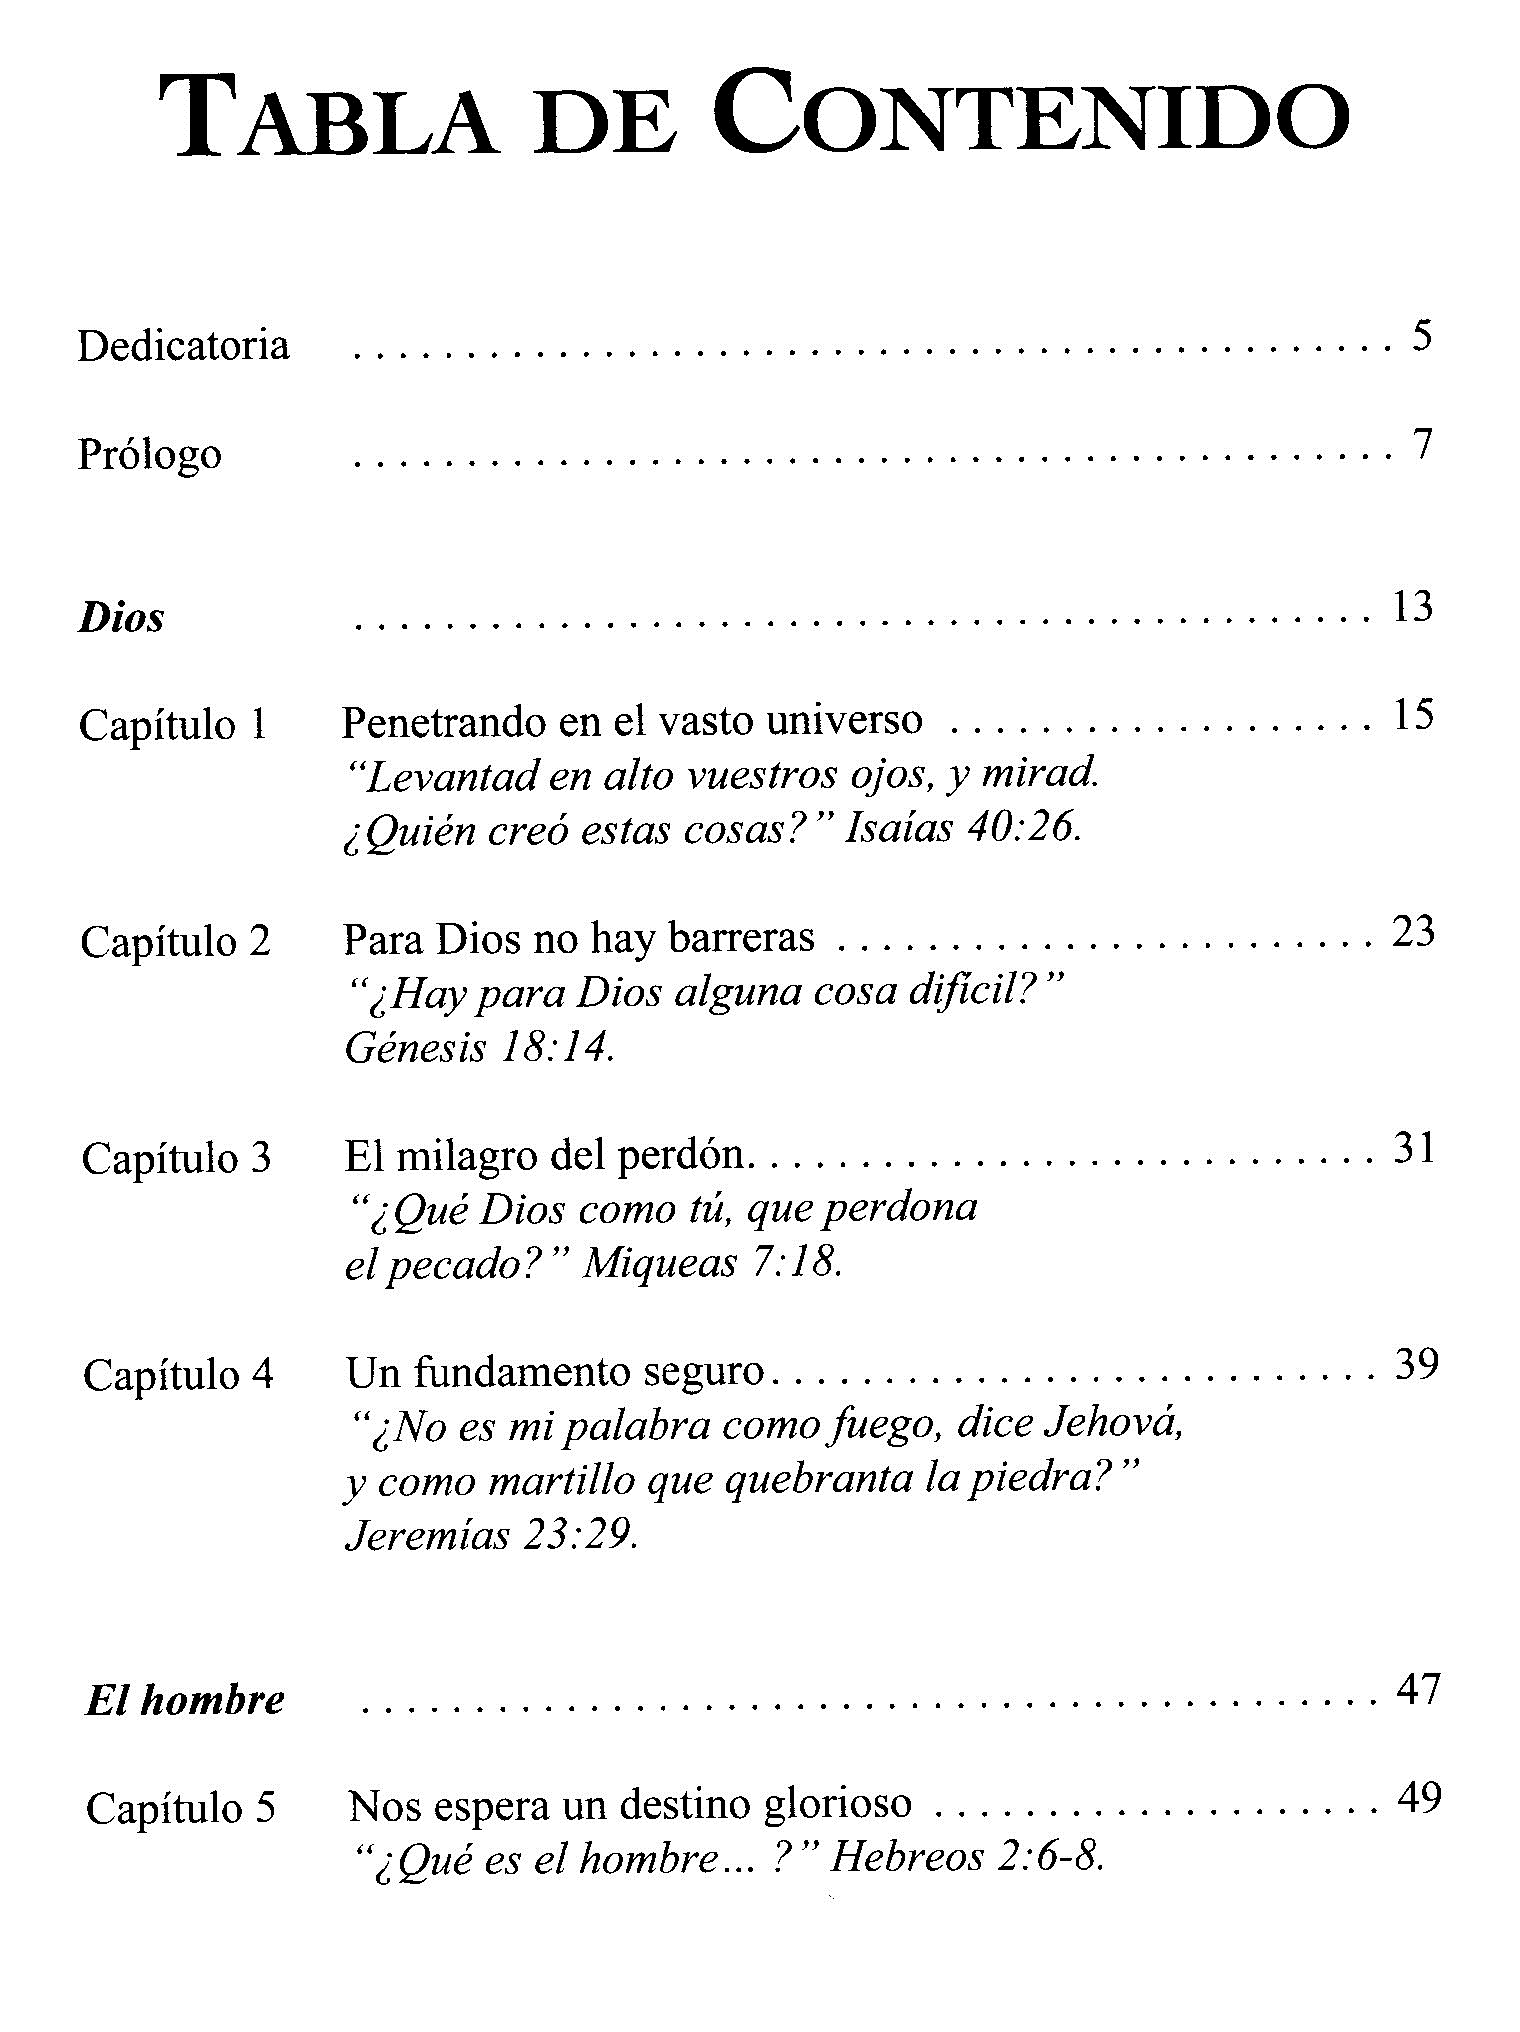 TABLA DE CONTENIDO
Dedicatoria . . . . . . . . . . . . . . . . . . . . . . . . . . . . . . . . . . . . . . . . . . . . . . 5
Prólogo . . . . . . . . . . . . . . . . . . . . . . . . . . . . . . . . . . . . . . . . . . . . . . 7
Dios . . . . . . . . . . . . . . . . . . . . . . . . . . . . . . . . . . . . . . . . . . . . . 13
Capítulo 1 Penetrando en el vasto universo . . . . . . . . . . . . . . . . . . . 15
“Levantad en alto vuestros ojos, y mirad.
¿Quién creó estas cosas?” Isaías 40:26.
Capítulo 2 Para Dios no hay barreras . . . . . . . . . . . . . . . . . . . . . . . . 23
“¿Hay para Dios alguna cosa difícil?”
Génesis 18:14.
Capítulo 3 El milagro del perdón. . . . . . . . . . . . . . . . . . . . . . . . . . . . 31
“¿Qué Dios como tú, que perdona
el pecado?” Miqueas 7:18.
Capítulo 4 Un fundamento seguro. . . . . . . . . . . . . . . . . . . . . . . . . . . 39
“¿No es mi palabra como fuego, dice Jehová,
y como martillo que quebranta la piedra?”
Jeremías 23:29.
El hombre . . . . . . . . . . . . . . . . . . . . . . . . . . . . . . . . . . . . . . . . . . . . . 47
Capítulo 5 Nos espera un destino glorioso . . . . . . . . . . . . . . . . . . . . 49
“¿Qué es el hombre... ?” Hebreos 2:6-8.